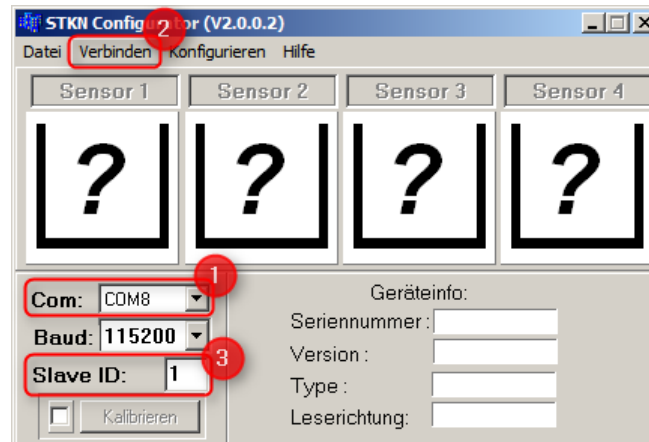 STKN Configurator (V2.0.0.2)
2
Datei Verbinden Konfigurieren Hilfe
Sensor 1 Sensor 2 Sensor 3 Sensor 4
? ? ? ?
1
Com: COM8
Baud: 115200
3
Slave ID: 1
Kalibrieren
Geräteinfo:
Seriennummer :
Version :
Type :
Leserichtung: